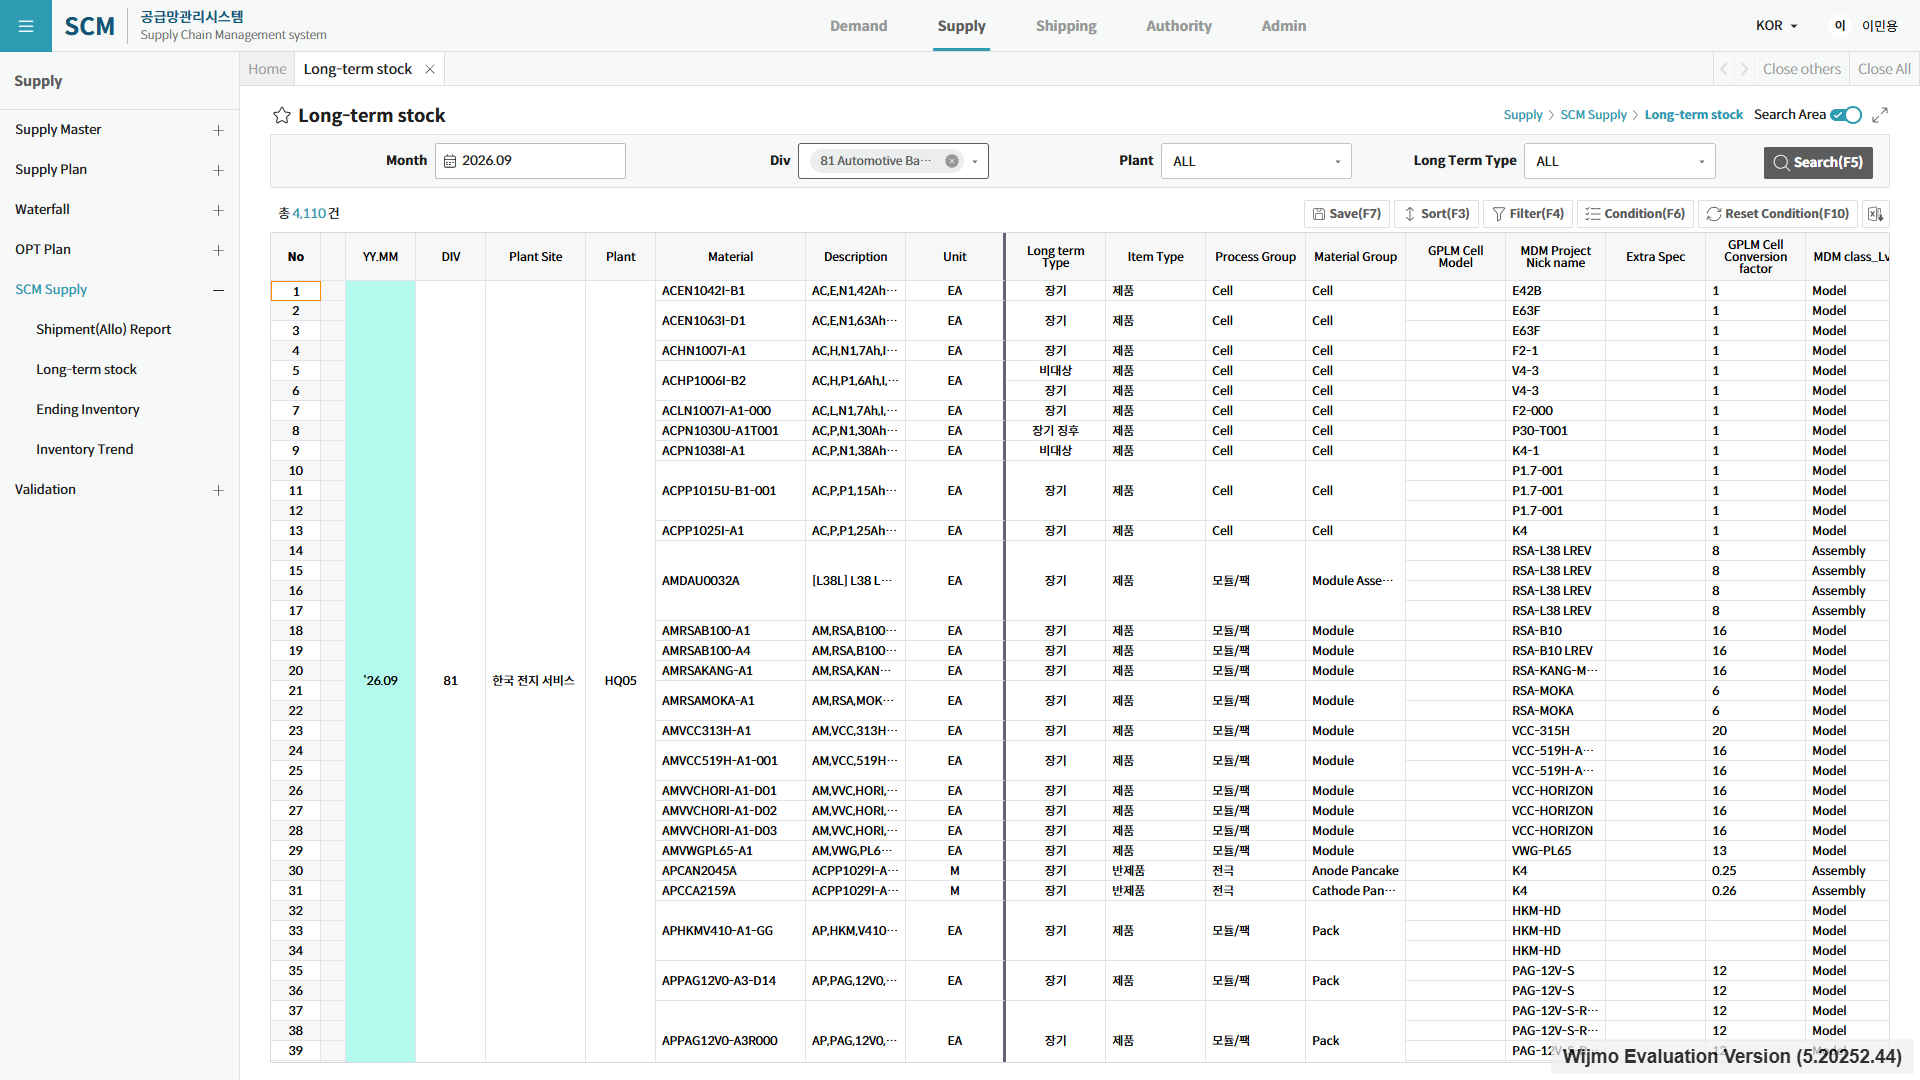 SCM
공급망관리시스템
Supply Chain Management system
Demand
Supply
Shipping
Authority
Admin
KOR
이 이민용
Supply
Home
Long-term stock
Close others
Close All
Supply Master
Supply Plan
Waterfall
OPT Plan
SCM Supply
Shipment(Allo) Report
Long-term stock
Ending Inventory
Inventory Trend
Validation
Long-term stock
Supply > SCM Supply > Long-term stock
Search Area
Month 2026.09
Div 81 Automotive Ba···
Plant ALL
Long Term Type ALL
Search(F5)
총 4,110 건
Save(F7)
Sort(F3)
Filter(F4)
Condition(F6)
Reset Condition(F10)
No YY.MM DIV Plant Site Plant Material Description Unit Long term Type Item Type Process Group Material Group GPLM Cell Model MDM Project Nick name Extra Spec GPLM Cell Conversion factor MDM class_Lv
'26.09 81 한국 전지 서비스 HQ05
1 ACEN1042I-B1 AC,E,N1,42Ah··· EA 장기 제품 Cell Cell E42B 1 Model
2 ACEN1063I-D1 AC,E,N1,63Ah··· EA 장기 제품 Cell Cell E63F 1 Model
3 E63F 1 Model
4 ACHN1007I-A1 AC,H,N1,7Ah,I··· EA 장기 제품 Cell Cell F2-1 1 Model
5 ACHP1006I-B2 AC,H,P1,6Ah,I,··· EA 비대상 제품 Cell Cell V4-3 1 Model
6 장기 제품 Cell Cell V4-3 1 Model
7 ACLN1007I-A1-000 AC,L,N1,7Ah,I,··· EA 장기 제품 Cell Cell F2-000 1 Model
8 ACPN1030U-A1T001 AC,P,N1,30Ah··· EA 장기 징후 제품 Cell Cell P30-T001 1 Model
9 ACPN1038I-A1 AC,P,N1,38Ah··· EA 비대상 제품 Cell Cell K4-1 1 Model
10 P1.7-001 1 Model
11 ACPP1015U-B1-001 AC,P,P1,15Ah··· EA 장기 제품 Cell Cell P1.7-001 1 Model
12 P1.7-001 1 Model
13 ACPP1025I-A1 AC,P,P1,25Ah··· EA 장기 제품 Cell Cell K4 1 Model
14 RSA-L38 LREV 8 Assembly
15 AMDAU0032A [L38L] L38 L··· EA 장기 제품 모듈/팩 Module Asse··· RSA-L38 LREV 8 Assembly
16 RSA-L38 LREV 8 Assembly
17 RSA-L38 LREV 8 Assembly
18 AMRSAB100-A1 AM,RSA,B100··· EA 장기 제품 모듈/팩 Module RSA-B10 16 Model
19 AMRSAB100-A4 AM,RSA,B100··· EA 장기 제품 모듈/팩 Module RSA-B10 LREV 16 Model
20 AMRSAKANG-A1 AM,RSA,KAN··· EA 장기 제품 모듈/팩 Module RSA-KANG-M··· 16 Model
21 AMRSAMOKA-A1 AM,RSA,MOK··· EA 장기 제품 모듈/팩 Module RSA-MOKA 6 Model
22 RSA-MOKA 6 Model
23 AMVCC313H-A1 AM,VCC,313H··· EA 장기 제품 모듈/팩 Module VCC-315H 20 Model
24 AMVCC519H-A1-001 AM,VCC,519H··· EA 장기 제품 모듈/팩 Module VCC-519H-A··· 16 Model
25 VCC-519H-A··· 16 Model
26 AMVVCHORI-A1-D01 AM,VVC,HORI,··· EA 장기 제품 모듈/팩 Module VCC-HORIZON 16 Model
27 AMVVCHORI-A1-D02 AM,VVC,HORI,··· EA 장기 제품 모듈/팩 Module VCC-HORIZON 16 Model
28 AMVVCHORI-A1-D03 AM,VVC,HORI,··· EA 장기 제품 모듈/팩 Module VCC-HORIZON 16 Model
29 AMVWGPL65-A1 AM,VWG,PL6··· EA 장기 제품 모듈/팩 Module VWG-PL65 13 Model
30 APCAN2045A ACPP1029I-A··· M 장기 반제품 전극 Anode Pancake K4 0.25 Assembly
31 APCCA2159A ACPP1029I-A··· M 장기 반제품 전극 Cathode Pan··· K4 0.26 Assembly
32 HKM-HD Model
33 APHKMV410-A1-GG AP,HKM,V410··· EA 장기 제품 모듈/팩 Pack HKM-HD Model
34 HKM-HD Model
35 APPAG12V0-A3-D14 AP,PAG,12V0,··· EA 장기 제품 모듈/팩 Pack PAG-12V-S 12 Model
36 PAG-12V-S 12 Model
37 PAG-12V-S-R··· 12 Model
38 APPAG12V0-A3R000 AP,PAG,12V0,··· EA 장기 제품 모듈/팩 Pack PAG-12V-S-R··· 12 Model
39 PAG-12V-S-R··· 12 Model
Wijmo Evaluation Version (5.20252.44)